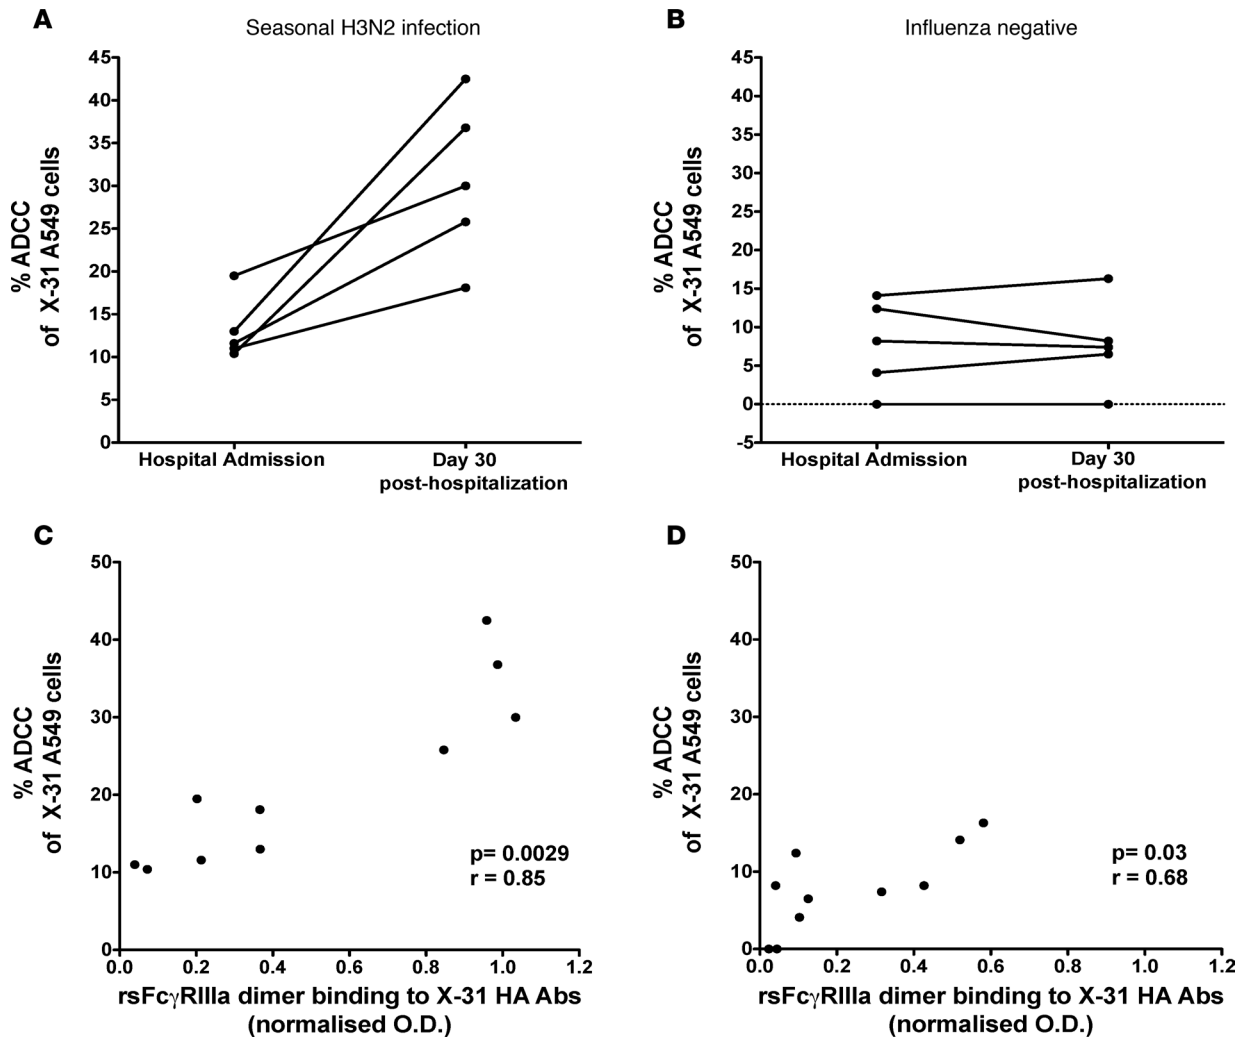 A
Seasonal H3N2 infection
% ADCC
of X-31 A549 cells
45
40
35
30
25
20
15
10
5
0
Hospital Admission
Day 30
post-hospitalization
B
Influenza negative
% ADCC
of X-31 A549 cells
45
40
35
30
25
20
15
10
5
0
-5
Hospital Admission
Day 30
post-hospitalization
C
% ADCC
of X-31 A549 cells
50
40
30
20
10
0
p= 0.0029
r = 0.85
0.0 0.2 0.4 0.6 0.8 1.0 1.2
rsFcγRIIIa dimer binding to X-31 HA Abs
(normalised O.D.)
D
% ADCC
of X-31 A549 cells
50
40
30
20
10
0
p= 0.03
r = 0.68
0.0 0.2 0.4 0.6 0.8 1.0 1.2
rsFcγRIIIa dimer binding to X-31 HA Abs
(normalised O.D.)